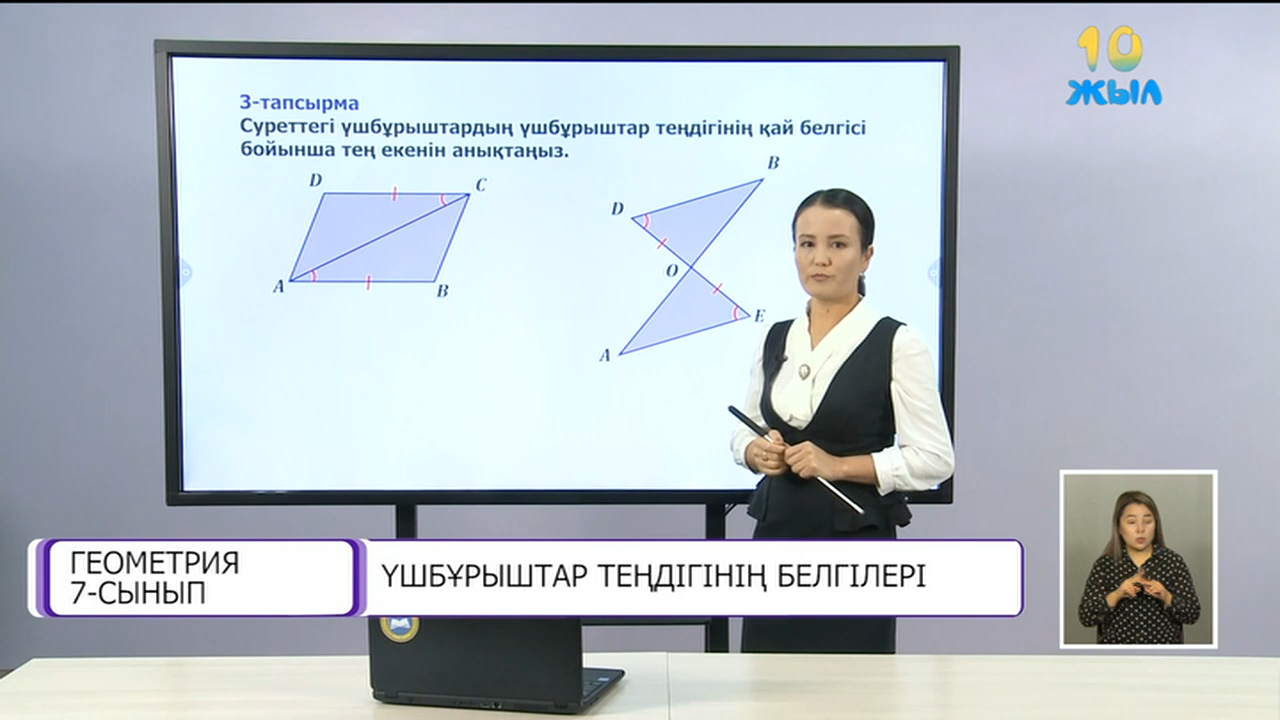 10
ЖЫЛ
3-тапсырма
Суреттегі үшбұрыштардың үшбұрыштар теңдігінің қай белгісі
бойынша тең екенін анықтаңыз.
D
C
A
B
B
D
O
E
A
ГЕОМЕТРИЯ
7-СЫНЫП
ҮШБҰРЫШТАР ТЕҢДІГІНІҢ БЕЛГІЛЕРІ